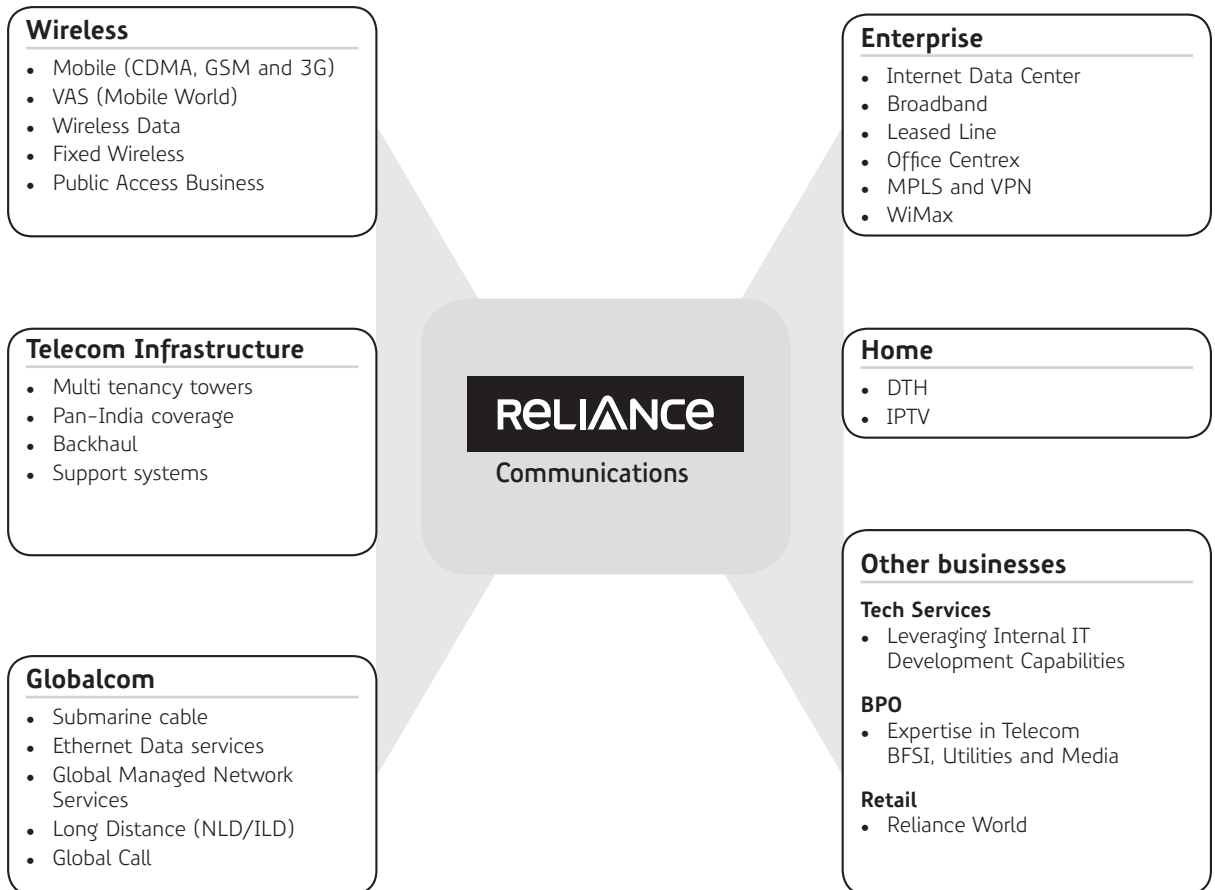 Wireless
• Mobile (CDMA, GSM and 3G)
• VAS (Mobile World)
• Wireless Data
• Fixed Wireless
• Public Access Business
Telecom Infrastructure
• Multi tenancy towers
• Pan-India coverage
• Backhaul
• Support systems
Globalcom
• Submarine cable
• Ethernet Data services
• Global Managed Network
Services
• Long Distance (NLD/ILD)
• Global Call
RELIANCE
Communications
Enterprise
• Internet Data Center
• Broadband
• Leased Line
• Office Centrex
• MPLS and VPN
• WiMax
Home
• DTH
• IPTV
Other businesses
Tech Services
• Leveraging Internal IT
Development Capabilities
BPO
• Expertise in Telecom
BFSI, Utilities and Media
Retail
• Reliance World